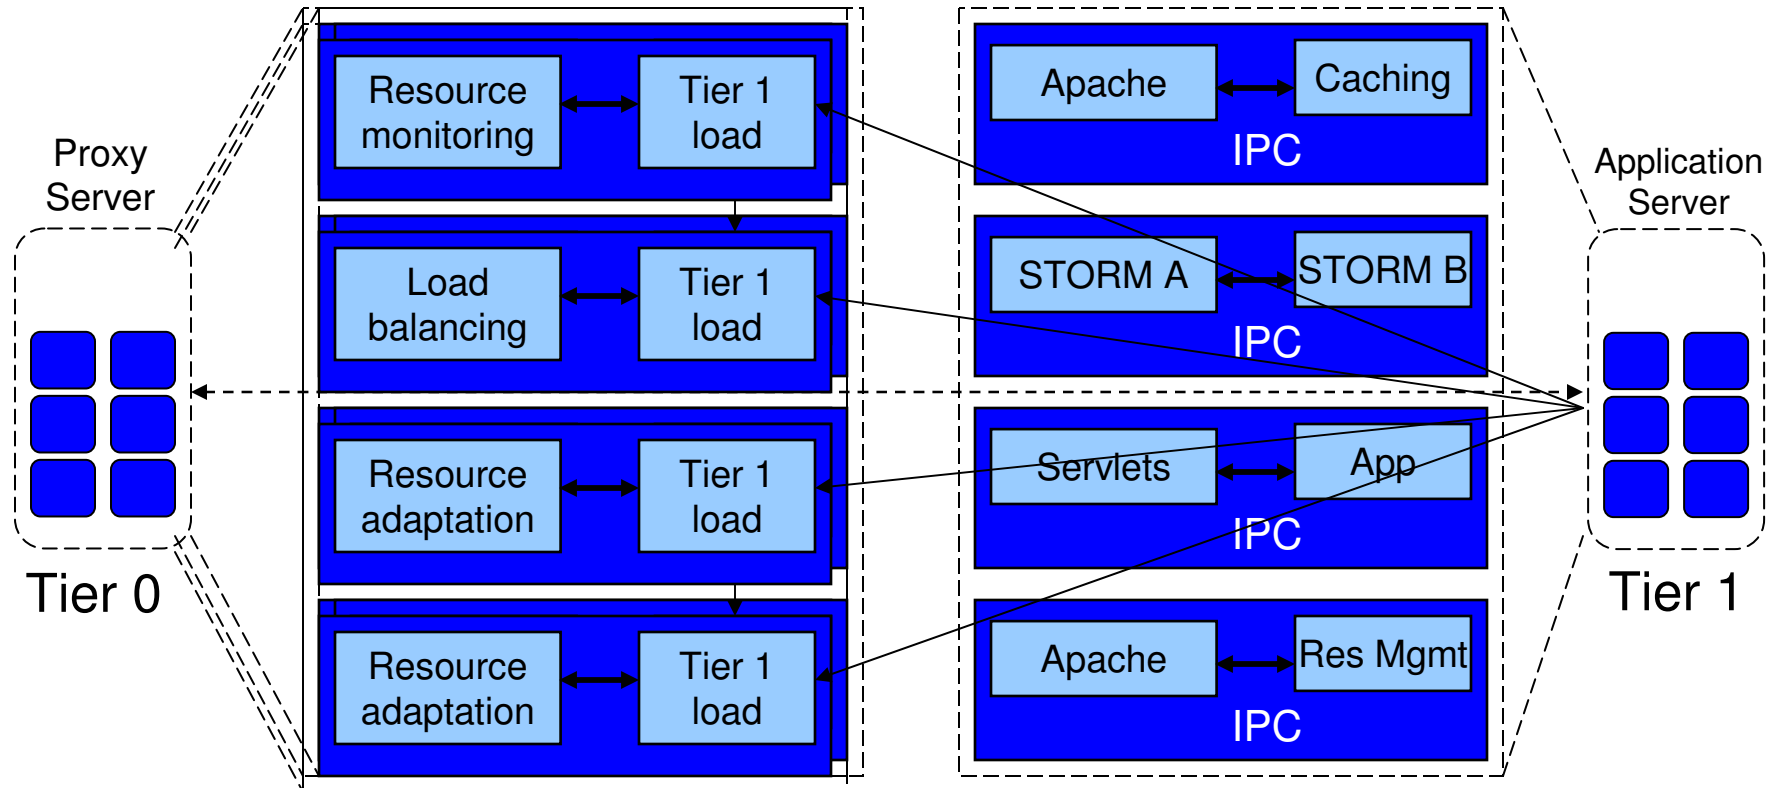 Proxy
Server
Tier 0
Resource
monitoring
Tier 1
load
Load
balancing
Tier 1
load
Resource
adaptation
Tier 1
load
Resource
adaptation
Tier 1
load
Apache
Caching
IPC
STORM A
STORM B
IPC
Servlets
App
IPC
Apache
Res Mgmt
IPC
Application
Server
Tier 1